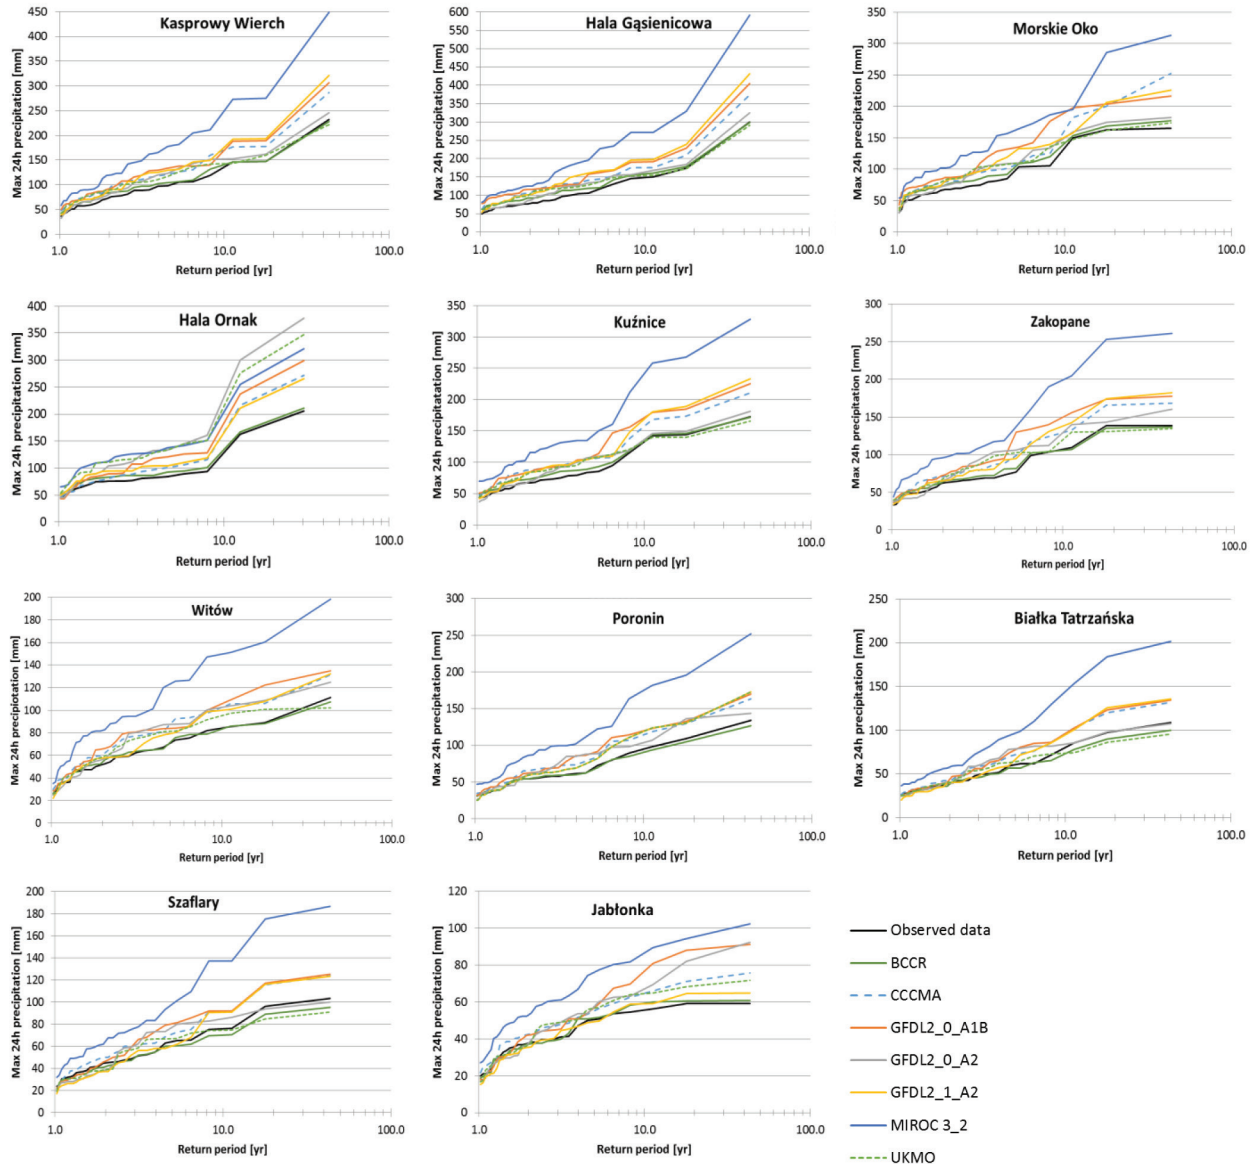 Kasprowy Wierch
Max 24h precipitation [mm]
450
400
350
300
250
200
150
100
50
0
1.0 10.0 100.0
Return period [yr]
Hala Gąsienicowa
Max 24h precipitation [mm]
600
550
500
450
400
350
300
250
200
150
100
50
0
1.0 10.0 100.0
Return period [yr]
Morskie Oko
Max 24h precipitation [mm]
350
300
250
200
150
100
50
0
1.0 10.0 100.0
Return period [yr]
Hala Ornak
Max 24h precipitatation [mm]
400
350
300
250
200
150
100
50
0
1.0 10.0 100.0
Return period [yr]
Kuźnice
Max 24h precipitation [mm]
350
300
250
200
150
100
50
0
1.0 10.0 100.0
Return period [yr]
Zakopane
Max 24h precipitation [mm]
300
250
200
150
100
50
0
1.0 10.0 100.0
Return period [yr]
Witów
Max 24h precipiotation [mm]
200
180
160
140
120
100
80
60
40
20
0
1.0 10.0 100.0
Return period [yr]
Poronin
Max 24h precipitation [mm]
300
250
200
150
100
50
0
1.0 10.0 100.0
Return period [yr]
Białka Tatrzańska
Max 24h precipitation [mm]
250
200
150
100
50
0
1.0 10.0 100.0
Return period [yr]
Szaflary
Max 24h precipitation [mm]
200
180
160
140
120
100
80
60
40
20
0
1.0 10.0 100.0
Return period [yr]
Jabłonka
Max 24h precipitation [mm]
120
100
80
60
40
20
0
1.0 10.0 100.0
Return period [yr]
Observed data
BCCR
CCCMA
GFDL2_0_A1B
GFDL2_0_A2
GFDL2_1_A2
MIROC 3_2
UKMO